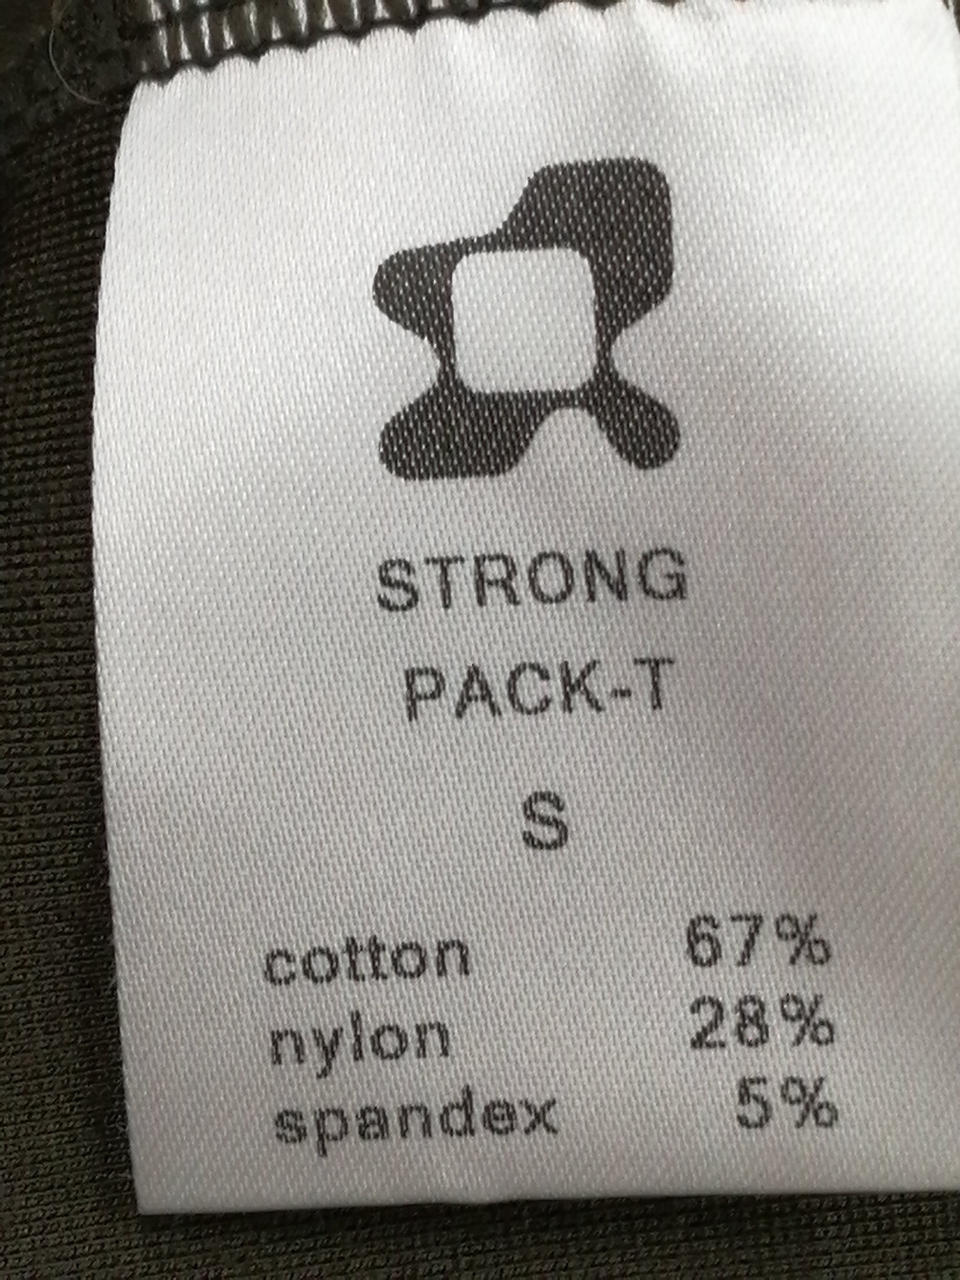 STRONG
PACK-T
S
cotton 67%
nylon 28%
spandex 5%